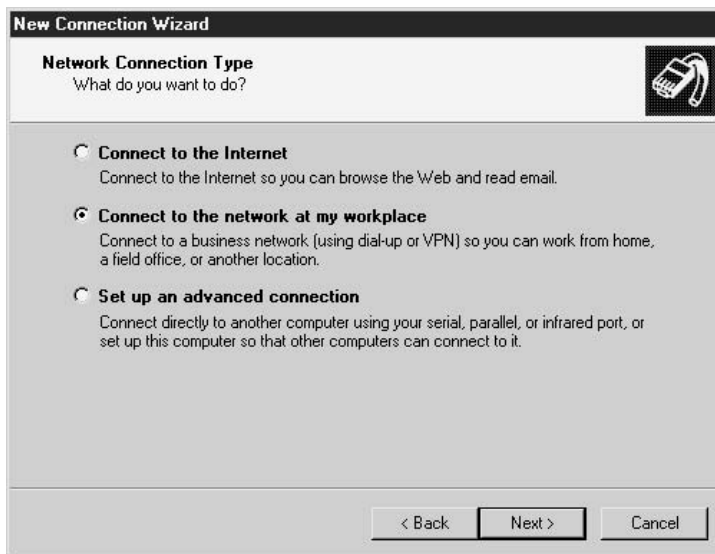 New Connection Wizard
Network Connection Type
What do you want to do?
Connect to the Internet
Connect to the Internet so you can browse the Web and read email.
Connect to the network at my workplace
Connect to a business network (using dial-up or VPN) so you can work from home,
a field office, or another location.
Set up an advanced connection
Connect directly to another computer using your serial, parallel, or infrared port, or
set up this computer so that other computers can connect to it.
< Back Next > Cancel